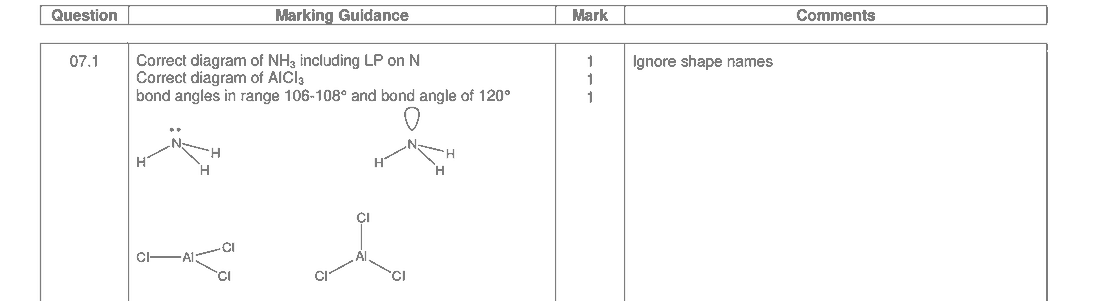 Question Marking Guidance Mark Comments
07.1 Correct diagram of NH₃ including LP on N 1 Ignore shape names
Correct diagram of AlCl₃ 1
bond angles in range 106-108° and bond angle of 120° 1
N N
H H H H H H
Cl
Cl Al Cl Cl
Al
Cl Cl